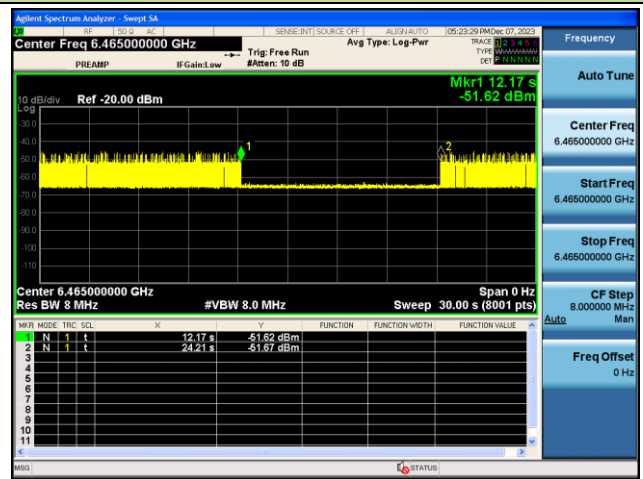 Agilent Spectrum Analyzer - Swept SA
RF 50 Ω AC SENSE:INT SOURCE OFF ALIGN AUTO 05:23:29 PM Dec 07, 2023
Center Freq 6.465000000 GHz Avg Type: Log-Pwr TRACE 1 2 3 4 5 6
Trig: Free Run TYPE
PREAMP IFGain:Low #Atten: 10 dB DET P N N N N N
Mkr1 12.17 s
10 dB/div Ref -20.00 dBm -51.62 dBm
Log
-30.0
-40.0
1 2
-50.0
-60.0
-70.0
-80.0
-90.0
-100
-110
Center 6.465000000 GHz Span 0 Hz
Res BW 8 MHz #VBW 8.0 MHz Sweep 30.00 s (8001 pts)
MKR MODE TRC SCL X Y FUNCTION FUNCTION WIDTH FUNCTION VALUE
1 N 1 t 12.17 s -51.62 dBm
2 N 1 t 24.21 s -51.67 dBm
3
4
5
6
7
8
9
10
11
MSG STATUS
Frequency
Auto Tune
Center Freq
6.465000000 GHz
Start Freq
6.465000000 GHz
Stop Freq
6.465000000 GHz
CF Step
8.000000 MHz
Auto Man
Freq Offset
0 Hz